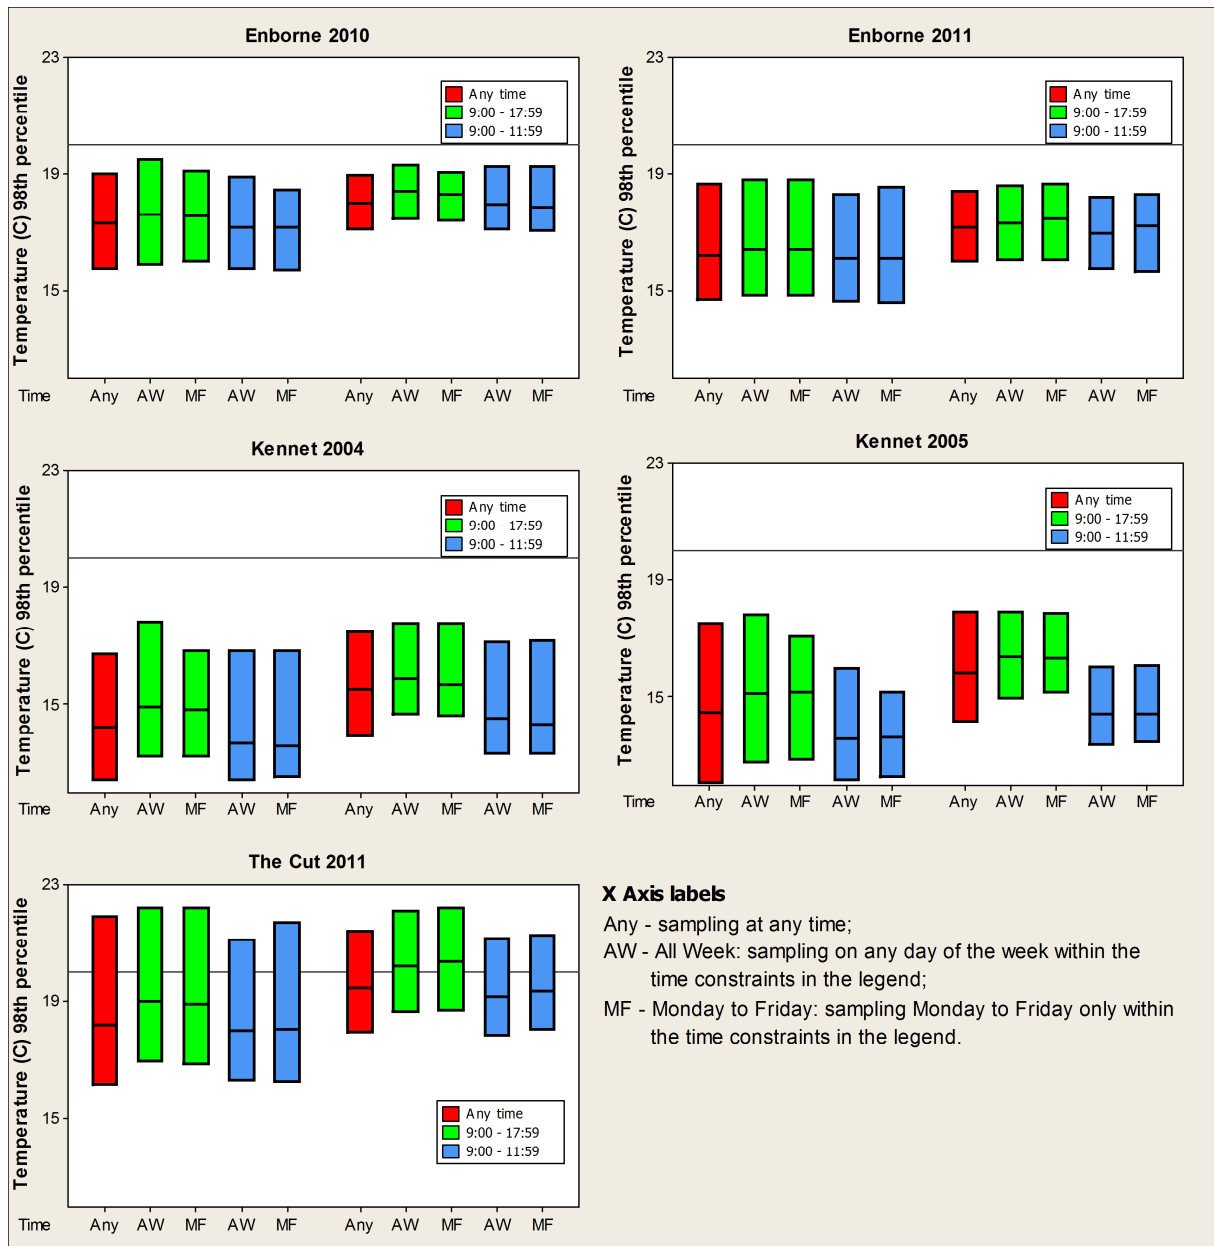 Enborne 2010
Temperature (C) 98th percentile
23
19
15
Any time
9:00 - 17:59
9:00 - 11:59
Time Any AW MF AW MF Any AW MF AW MF
Enborne 2011
Temperature (C) 98th percentile
23
19
15
Any time
9:00 - 17:59
9:00 - 11:59
Time Any AW MF AW MF Any AW MF AW MF
Kennet 2004
Temperature (C) 98th percentile
23
19
15
Any time
9:00 - 17:59
9:00 - 11:59
Time Any AW MF AW MF Any AW MF AW MF
Kennet 2005
Temperature (C) 98th percentile
23
19
15
Any time
9:00 - 17:59
9:00 - 11:59
Time Any AW MF AW MF Any AW MF AW MF
The Cut 2011
Temperature (C) 98th percentile
23
19
15
Any time
9:00 - 17:59
9:00 - 11:59
Time Any AW MF AW MF Any AW MF AW MF
X Axis labels
Any - sampling at any time;
AW - All Week: sampling on any day of the week within the
time constraints in the legend;
MF - Monday to Friday: sampling Monday to Friday only within
the time constraints in the legend.